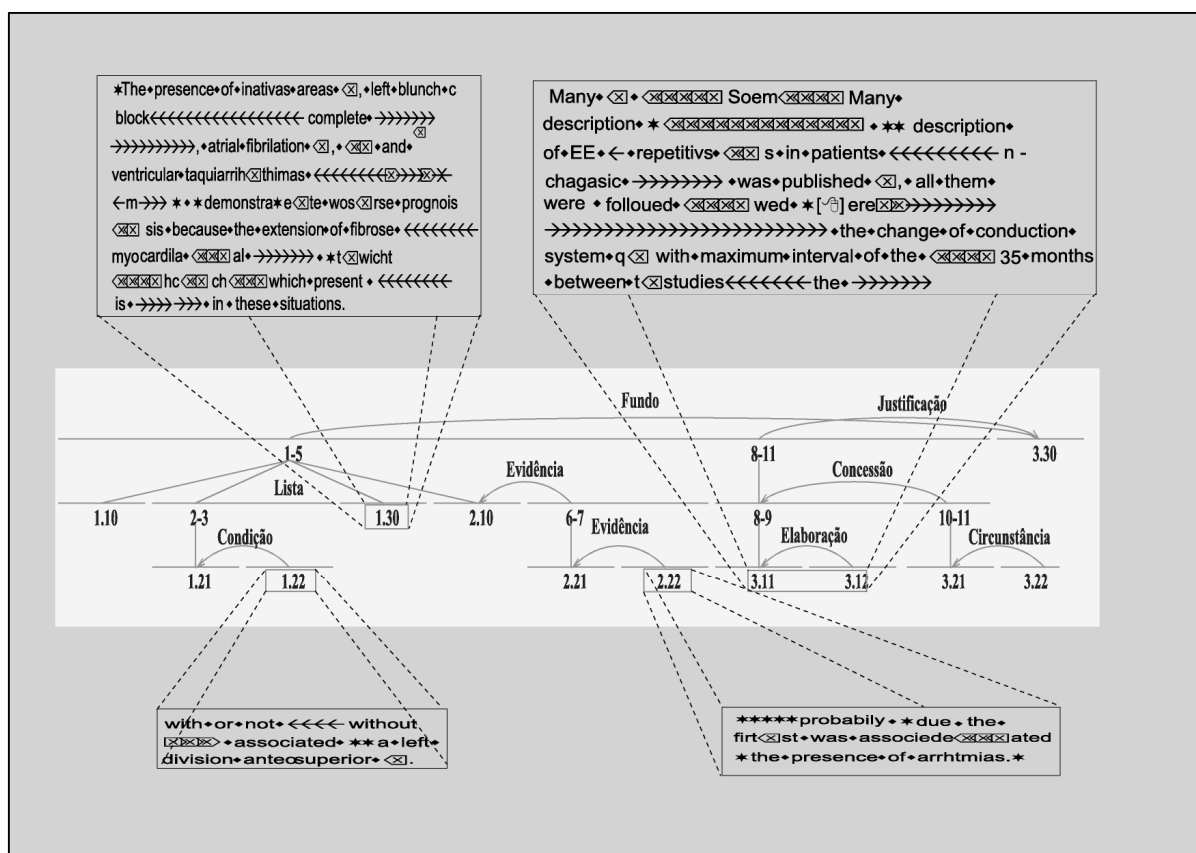 ✶The◆presence◆of◆inativas◆areas ⌫,◆left◆blunch◆c
block←←←←←←←←←←←←←←←←←← complete◆→→→→→→→
→→→→→→→→→→,◆atrial◆fibrilation◆⌫,◆⌫⌫◆and ⌫
ventricular◆taquiarrih⌫thimas ←←←←←←←⌦→→→⌦→←
←m◆→→→ ✶◆✶demonstra✶e⌫te◆wos⌫rse◆prognois
⌫⌫ sis◆because◆the◆extension◆of◆fibrose◆←←←←←←←←
myocardila◆⌫⌫⌫ al◆→→→→→→→◆✶t⌫wicht
⌫⌫⌫⌫hc⌫⌫ ch⌫⌫⌫which◆present◆←←←←←←←←
is◆→→→→◆→→→◆in◆these◆situations.
Many◆⌫◆⌫⌫⌫⌫⌫ Soem⌫⌫⌫⌫ Many◆
description◆✶⌫⌫⌫⌫⌫⌫⌫⌫⌫⌫⌫⌫⌫◆✶✶ description◆
of◆EE◆←◆repetitivs◆⌫⌫ s◆in◆patients◆←←←←←←←←← n -
chagasic◆→→→→→→→→◆was◆published◆⌫,◆all◆them◆
were◆folloued◆⌫⌫⌫⌫ wed◆✶[🖱]ere⌦⌦→→→→→→→→
→→→→→→→→→→→→→→→→→→→→→→→→→◆the◆change◆of◆conduction◆
system◆q⌫ with◆maximum◆interval◆of◆the◆⌫⌫⌫⌫ 35◆months
◆between◆t⌫studies←←←←←←←the◆→→→→→→→
Fundo
Justificação
1-5
8-11
3.30
Lista
Evidência
Concessão
1.10
2-3
1.30
2.10
6-7
8-9
10-11
Condição
Evidência
Elaboração
Circunstância
1.21
1.22
2.21
2.22
3.11
3.12
3.21
3.22
with◆or◆not◆←←←← without
⌦⌦⌦◆associated◆✶✶a◆left◆
division◆anteosuperior◆⌫.
✶✶✶✶✶probabily◆✶due◆the◆
firt⌫st◆was◆associede⌫⌫⌫⌫ated
✶the◆presence◆of◆arrhtmias.✶